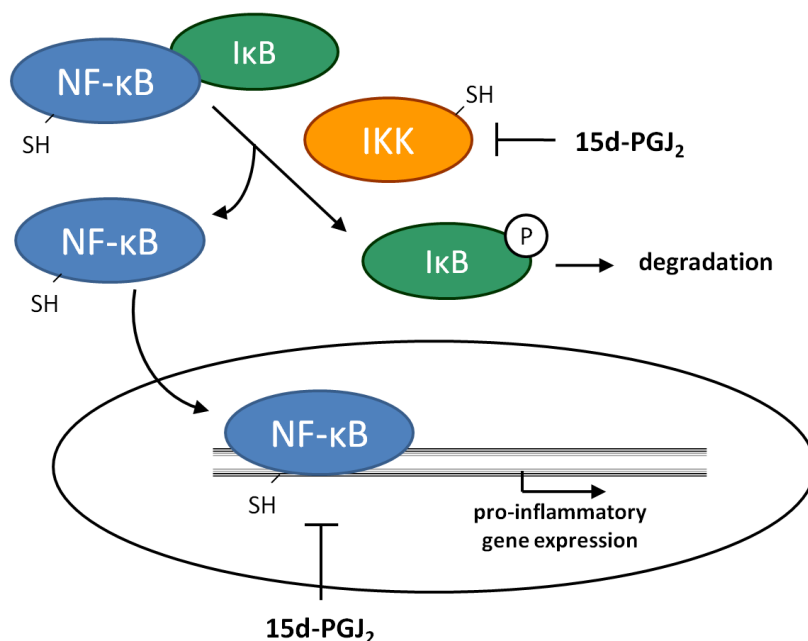 IκB
NF-κB
SH
SH
IKK
15d-PGJ₂
NF-κB
P
IκB
degradation
SH
NF-κB
SH
pro-inflammatory
gene expression
15d-PGJ₂